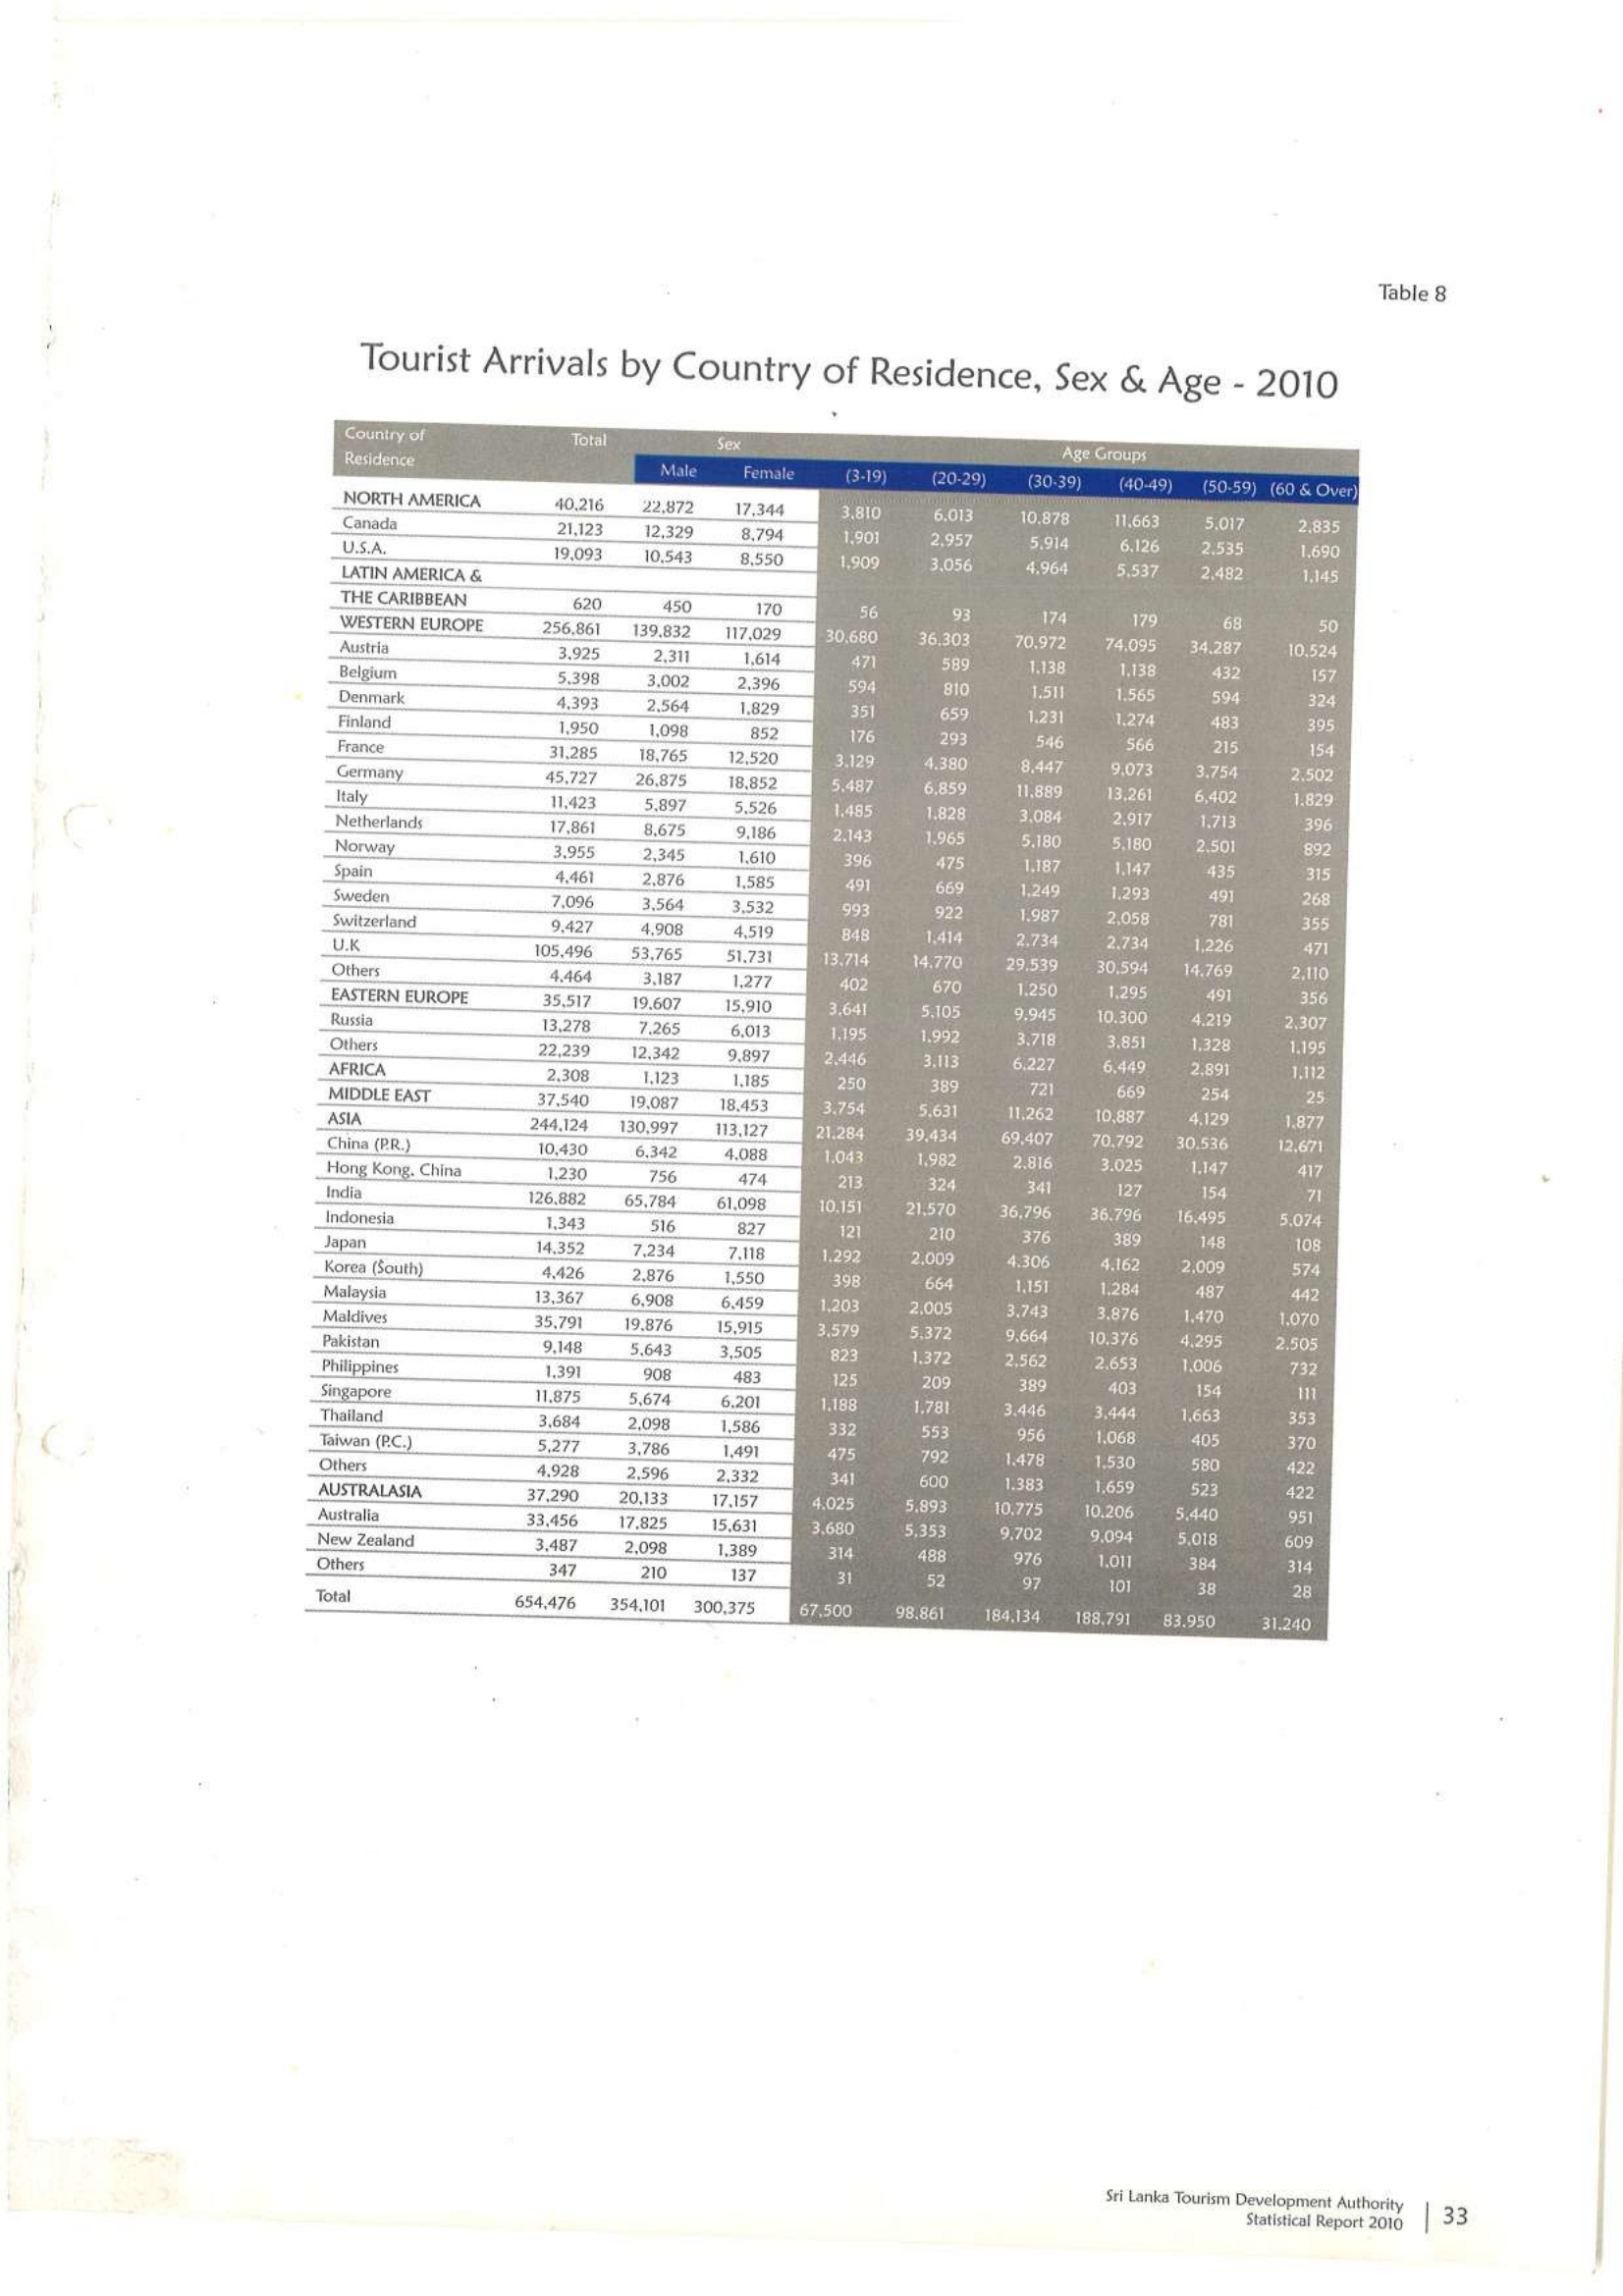 Table 8
Tourist Arrivals by Country of Residence, Sex & Age - 2010
Country of Residence Total Sex Age Groups
Male Female (3-19) (20-29) (30-39) (40-49) (50-59) (60 & Over)
NORTH AMERICA 40,216 22,872 17,344 3,810 6,013 10,878 11,663 5,017 2,835
Canada 21,123 12,329 8,794 1,901 2,957 5,914 6,126 2,535 1,690
U.S.A. 19,093 10,543 8,550 1,909 3,056 4,964 5,537 2,482 1,145
LATIN AMERICA &
THE CARIBBEAN 620 450 170 56 93 174 179 68 50
WESTERN EUROPE 256,861 139,832 117,029 30,680 36,303 70,972 74,095 34,287 10,524
Austria 3,925 2,311 1,614 471 589 1,138 1,138 432 157
Belgium 5,398 3,002 2,396 594 810 1,511 1,565 594 324
Denmark 4,393 2,564 1,829 351 659 1,231 1,274 483 395
Finland 1,950 1,098 852 176 293 546 566 215 154
France 31,285 18,765 12,520 3,129 4,380 8,447 9,073 3,754 2,502
Germany 45,727 26,875 18,852 5,487 6,859 11,889 13,261 6,402 1,829
Italy 11,423 5,897 5,526 1,485 1,828 3,084 2,917 1,713 396
Netherlands 17,861 8,675 9,186 2,143 1,965 5,180 5,180 2,501 892
Norway 3,955 2,345 1,610 396 475 1,187 1,147 435 315
Spain 4,461 2,876 1,585 491 669 1,249 1,293 491 268
Sweden 7,096 3,564 3,532 993 922 1,987 2,058 781 355
Switzerland 9,427 4,908 4,519 848 1,414 2,734 2,734 1,226 471
U.K 105,496 53,765 51,731 13,714 14,770 29,539 30,594 14,769 2,110
Others 4,464 3,187 1,277 402 670 1,250 1,295 491 356
EASTERN EUROPE 35,517 19,607 15,910 3,641 5,105 9,945 10,300 4,219 2,307
Russia 13,278 7,265 6,013 1,195 1,992 3,718 3,851 1,328 1,195
Others 22,239 12,342 9,897 2,446 3,113 6,227 6,449 2,891 1,112
AFRICA 2,308 1,123 1,185 250 389 721 669 254 25
MIDDLE EAST 37,540 19,087 18,453 3,754 5,631 11,262 10,887 4,129 1,877
ASIA 244,124 130,997 113,127 21,284 39,434 69,407 70,792 30,536 12,671
China (P.R.) 10,430 6,342 4,088 1,043 1,982 2,816 3,025 1,147 417
Hong Kong, China 1,230 756 474 213 324 341 127 154 71
India 126,882 65,784 61,098 10,151 21,570 36,796 36,796 16,495 5,074
Indonesia 1,343 516 827 121 210 376 389 148 108
Japan 14,352 7,234 7,118 1,292 2,009 4,306 4,162 2,009 574
Korea (South) 4,426 2,876 1,550 398 664 1,151 1,284 487 442
Malaysia 13,367 6,908 6,459 1,203 2,005 3,743 3,876 1,470 1,070
Maldives 35,791 19,876 15,915 3,579 5,372 9,664 10,376 4,295 2,505
Pakistan 9,148 5,643 3,505 823 1,372 2,562 2,653 1,006 732
Philippines 1,391 908 483 125 209 389 403 154 111
Singapore 11,875 5,674 6,201 1,188 1,781 3,446 3,444 1,663 353
Thailand 3,684 2,098 1,586 332 553 956 1,068 405 370
Taiwan (P.C.) 5,277 3,786 1,491 475 792 1,478 1,530 580 422
Others 4,928 2,596 2,332 341 600 1,383 1,659 523 422
AUSTRALASIA 37,290 20,133 17,157 4,025 5,893 10,775 10,206 5,440 951
Australia 33,456 17,825 15,631 3,680 5,353 9,702 9,094 5,018 609
New Zealand 3,487 2,098 1,389 314 488 976 1,011 384 314
Others 347 210 137 31 52 97 101 38 28
Total 654,476 354,101 300,375 67,500 98,861 184,134 188,791 83,950 31,240
Sri Lanka Tourism Development Authority
Statistical Report 2010 33